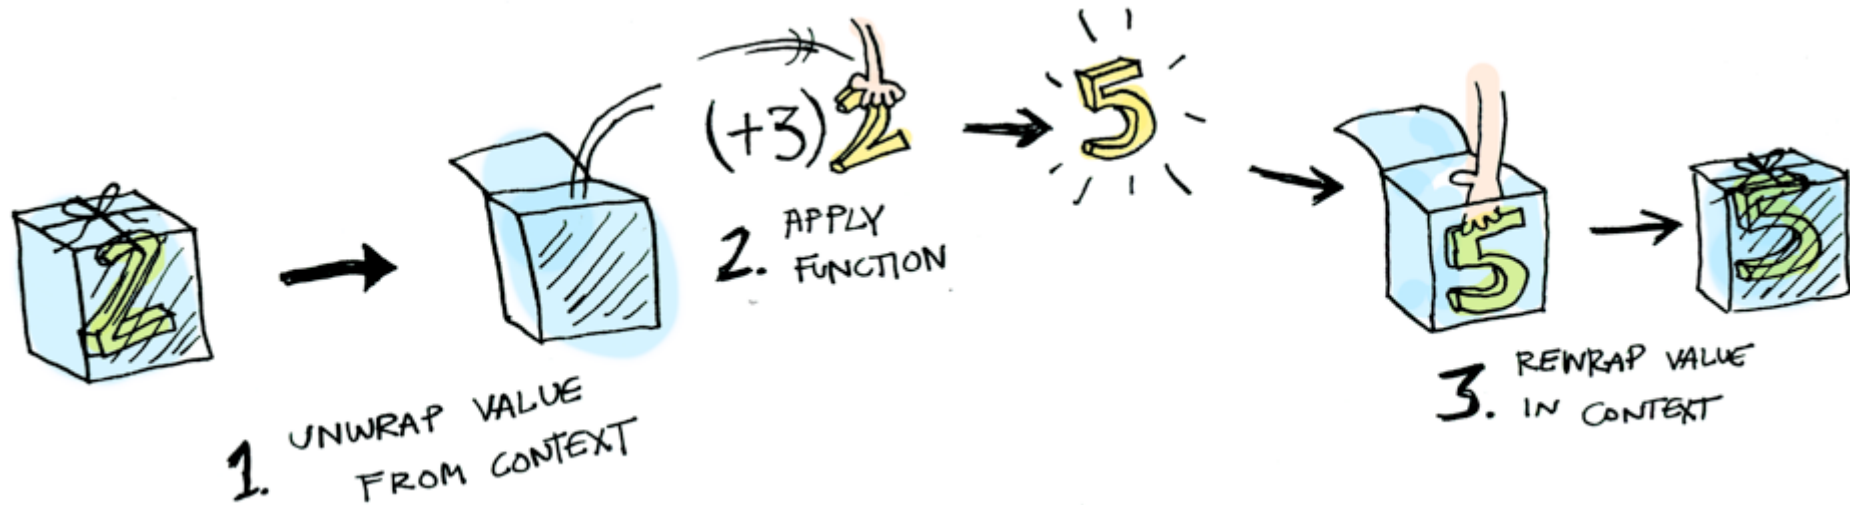 2
1. UNWRAP VALUE
FROM CONTEXT
(+3) 2
2. APPLY
FUNCTION
5
5
3. REWRAP VALUE
IN CONTEXT
5